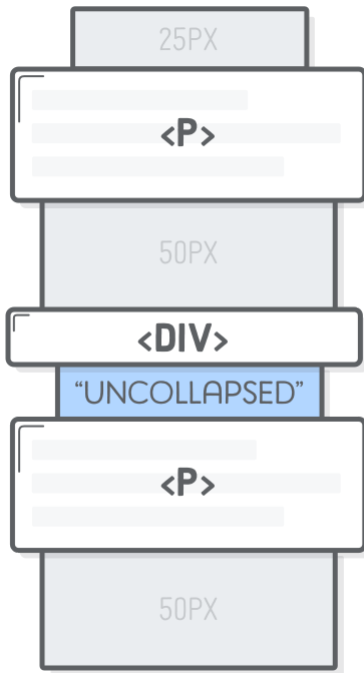 25PX
<P>
50PX
<DIV>
“UNCOLLAPSED”
<P>
50PX